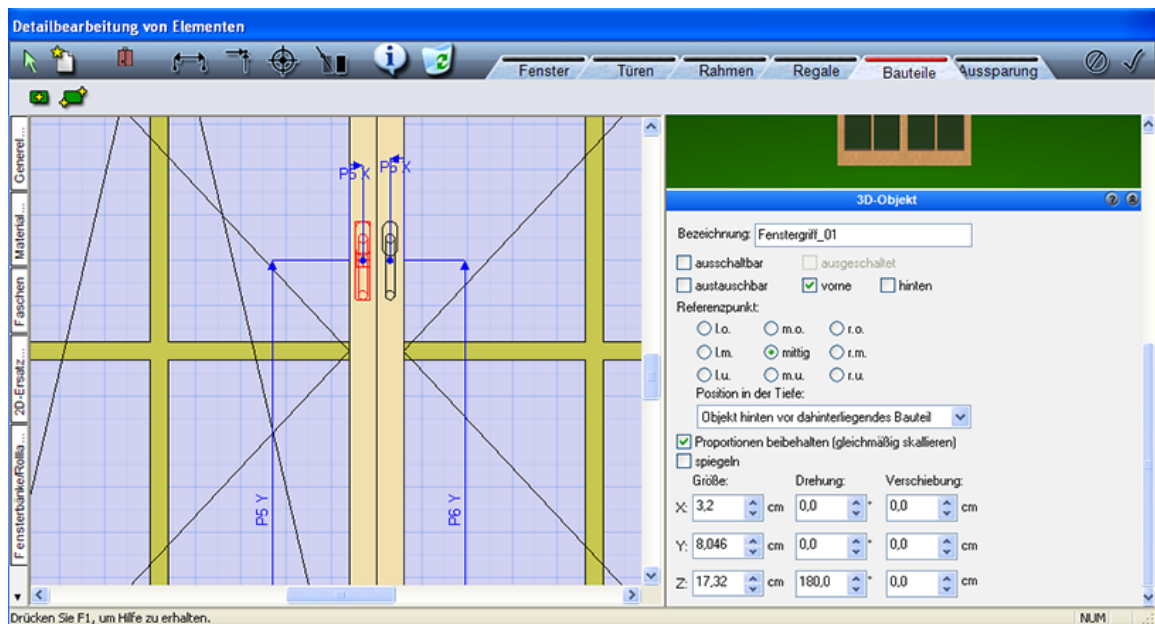 Detailbearbeitung von Elementen
Fenster Türen Rahmen Regale Bauteile Aussparung
Generel...
Material...
Faschen
2D-Ersatz...
Fensterbänke/Rolla...
P5 X P5 X
P5 Y
P6 Y
3D-Objekt
Bezeichnung: Fenstergriff_01
ausschaltbar ausgeschaltet
austauschbar vorne hinten
Referenzpunkt:
l.o. m.o. r.o.
l.m. mittig r.m.
l.u. m.u. r.u.
Position in der Tiefe:
Objekt hinten vor dahinterliegendes Bauteil
Proportionen beibehalten (gleichmäßig skallieren)
spiegeln
Größe: Drehung: Verschiebung:
X: 3,2 cm 0,0 ° 0,0 cm
Y: 8,046 cm 0,0 ° 0,0 cm
Z: 17,32 cm 180,0 ° 0,0 cm
Drücken Sie F1, um Hilfe zu erhalten. NUM